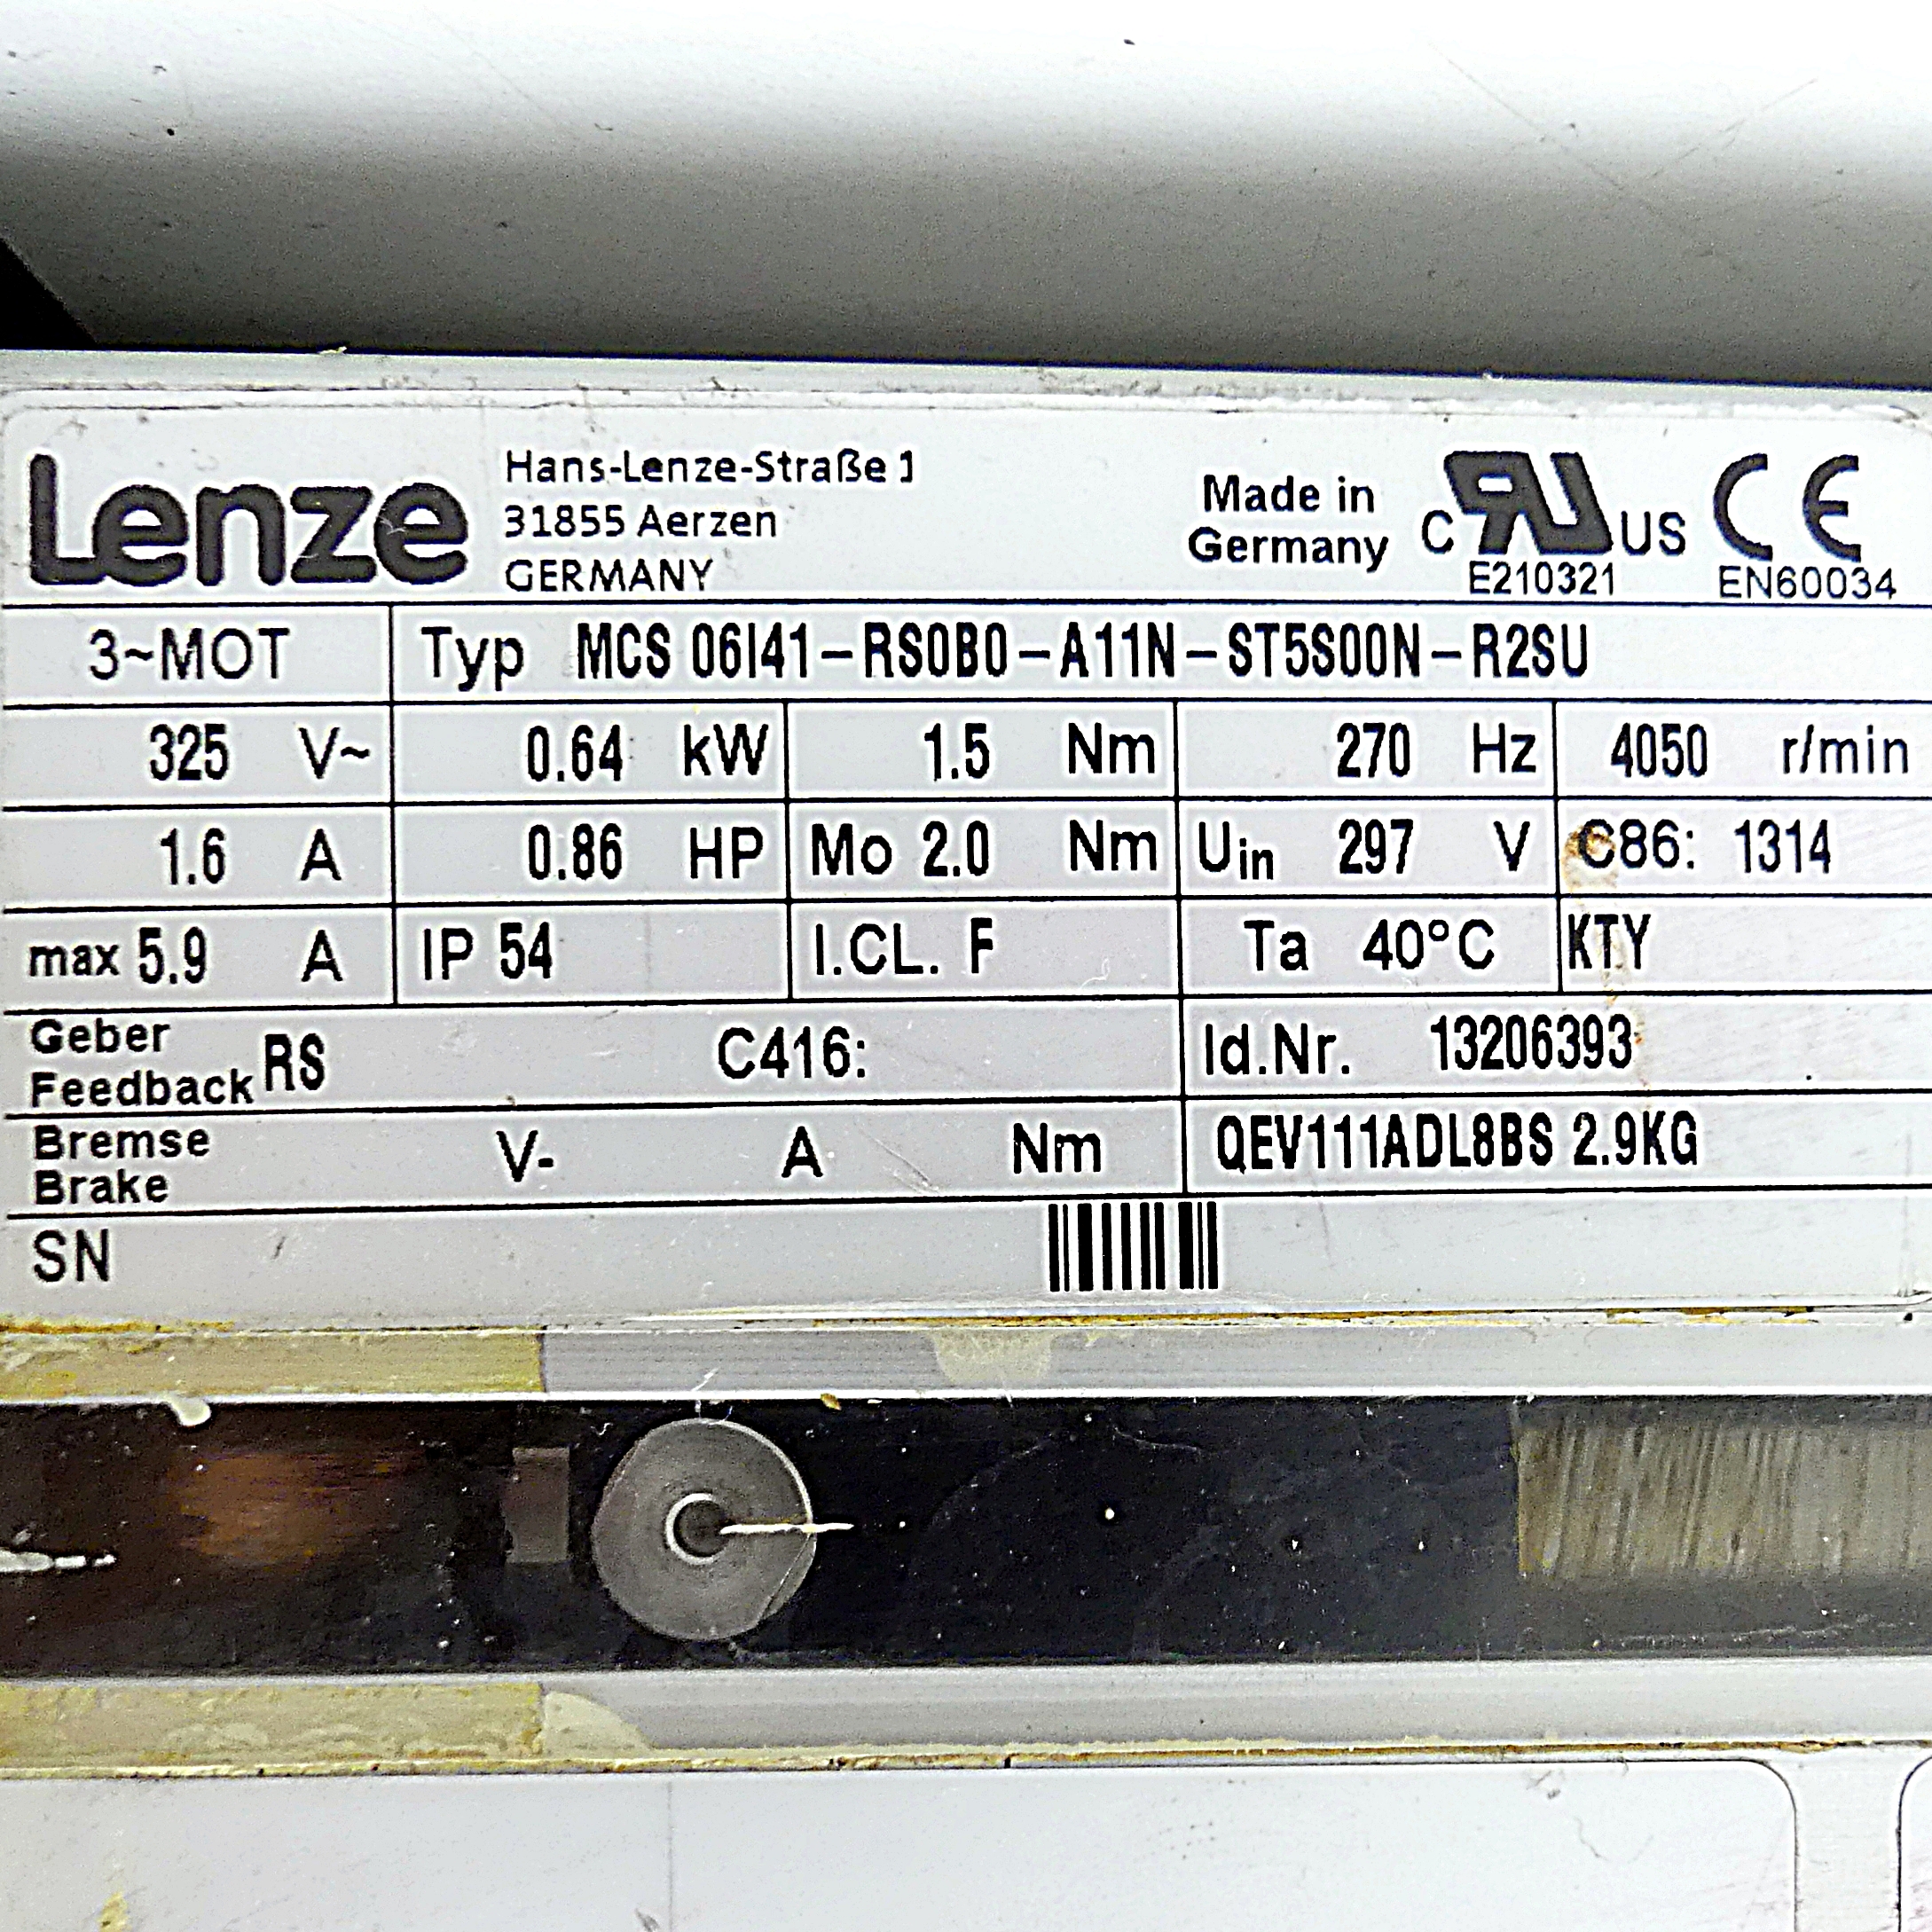 Lenze
Hans-Lenze-Straße 1
31855 Aerzen
GERMANY
Made in
Germany
C RU US
E210321
CE
EN60034
3~MOT Typ MCS 06I41-RS0B0-A11N-ST5S00N-R2SU
325 V~ 0.64 kW 1.5 Nm 270 Hz 4050 r/min
1.6 A 0.86 HP Mo 2.0 Nm Uin 297 V C86: 1314
max 5.9 A IP 54 I.CL. F Ta 40°C KTY
Geber
Feedback RS C416: Id.Nr. 13206393
Bremse
Brake V- A Nm QEV111ADL8BS 2.9KG
SN